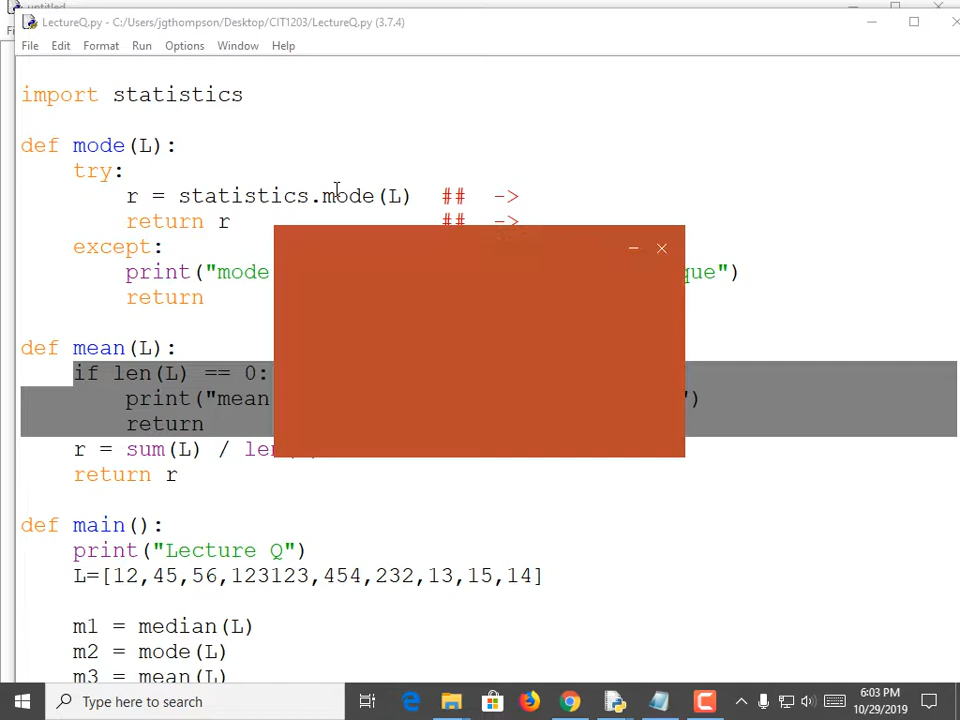 untitled
LectureQ.py - C:/Users/jgthompson/Desktop/CIT1203/LectureQ.py (3.7.4)
File Edit Format Run Options Window Help
import statistics
def mode(L):
try:
r = statistics.mode(L) ## ->
return r ## ->
except:
print("mode que")
return
def mean(L):
if len(L) == 0:
print("mean ")
return
r = sum(L) / len
return r
def main():
print("Lecture Q")
L=[12,45,56,123123,454,232,13,15,14]
m1 = median(L)
m2 = mode(L)
m3 = mean(L)
Type here to search
6:03 PM
10/29/2019